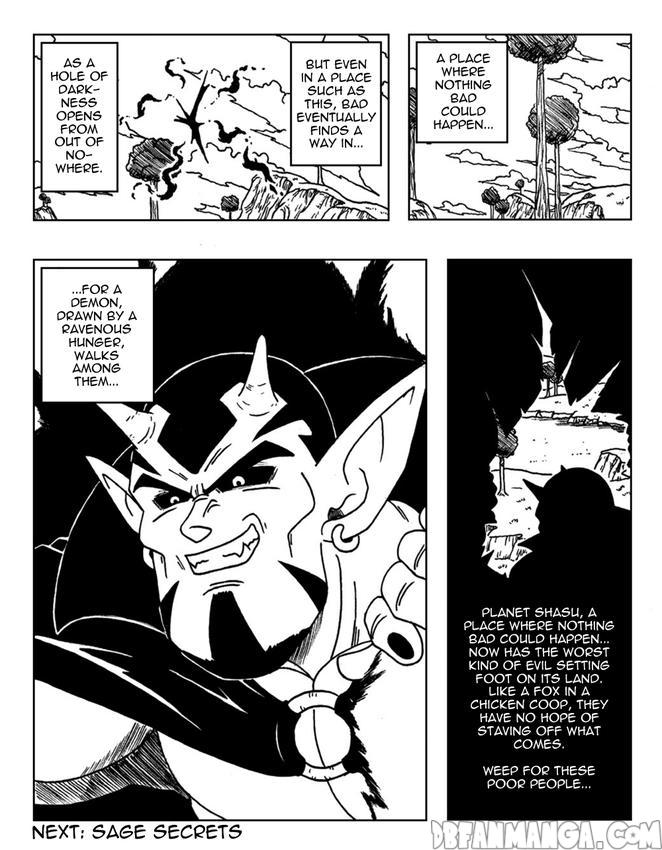 A PLACE
WHERE
NOTHING
BAD
COULD
HAPPEN...
BUT EVEN
IN A PLACE
SUCH AS
THIS, BAD
EVENTUALLY
FINDS A
WAY IN...
AS A
HOLE OF
DARK-
NESS
OPENS
FROM
OUT OF
NO-
WHERE.
PLANET SHASU, A
PLACE WHERE NOTHING
BAD COULD HAPPEN...
NOW HAS THE WORST
KIND OF EVIL SETTING
FOOT ON ITS LAND.
LIKE A FOX IN A
CHICKEN COOP, THEY
HAVE NO HOPE OF
STAVING OFF WHAT
COMES.
WEEP FOR THESE
POOR PEOPLE...
...FOR A
DEMON,
DRAWN BY A
RAVENOUS
HUNGER,
WALKS
AMONG
THEM...
NEXT: SAGE SECRETS
DBFANMANGA.COM